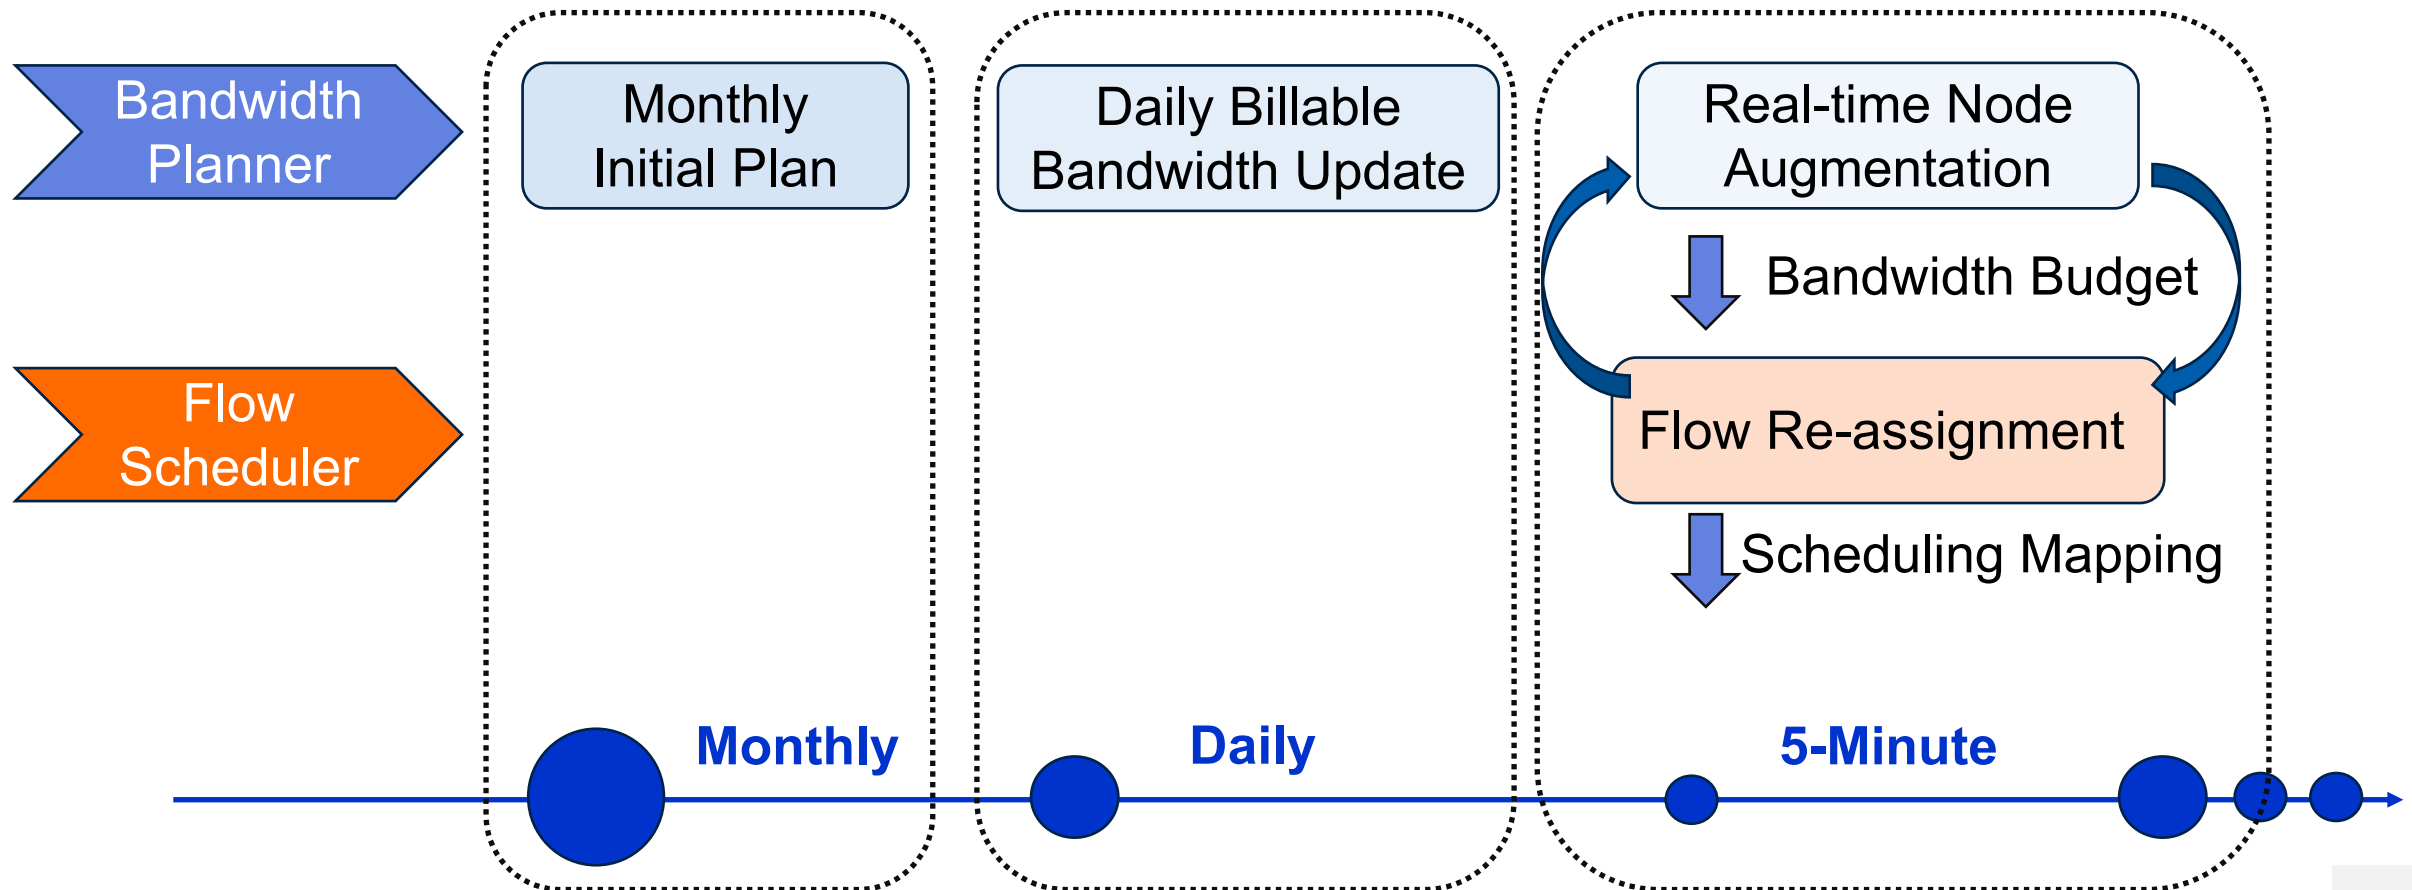 Bandwidth
Planner
Monthly
Initial Plan
Daily Billable
Bandwidth Update
Real-time Node
Augmentation
Bandwidth Budget
Flow
Scheduler
Flow Re-assignment
Scheduling Mapping
Monthly
Daily
5-Minute